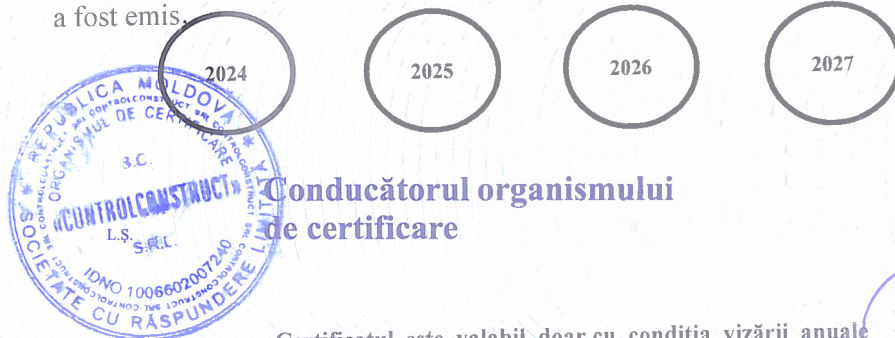 a fost emis.
2024
2025
2026
2027
REPUBLICA MOLDOVA
SOCIETATE CU RĂSPUNDERE LIMITATĂ
ORGANISMUL DE CERTIFICARE
S.C.
«CONTROLCONSTRUCT»
L.Ș.
S.R.L.
IDNO 1006602007240
Conducătorul organismului
de certificare
Certificatul este valabil doar cu condiția vizării anuale